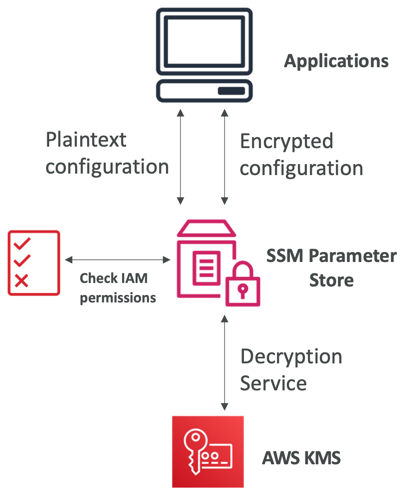 Applications
Plaintext
configuration
Encrypted
configuration
SSM Parameter
Store
Check IAM
permissions
Decryption
Service
AWS KMS